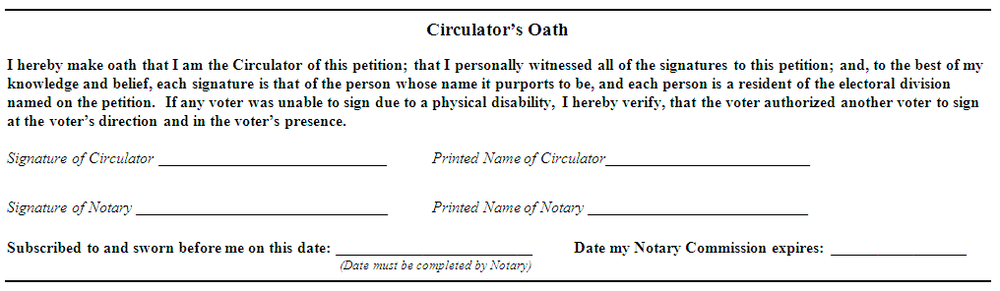 Circulator’s Oath
I hereby make oath that I am the Circulator of this petition; that I personally witnessed all of the signatures to this petition; and, to the best of my
knowledge and belief, each signature is that of the person whose name it purports to be, and each person is a resident of the electoral division
named on the petition. If any voter was unable to sign due to a physical disability, I hereby verify, that the voter authorized another voter to sign
at the voter’s direction and in the voter’s presence.
Signature of Circulator ______________________________ Printed Name of Circulator___________________________
Signature of Notary _________________________________ Printed Name of Notary _____________________________
Subscribed to and sworn before me on this date: __________________________ Date my Notary Commission expires: __________________
(Date must be completed by Notary)